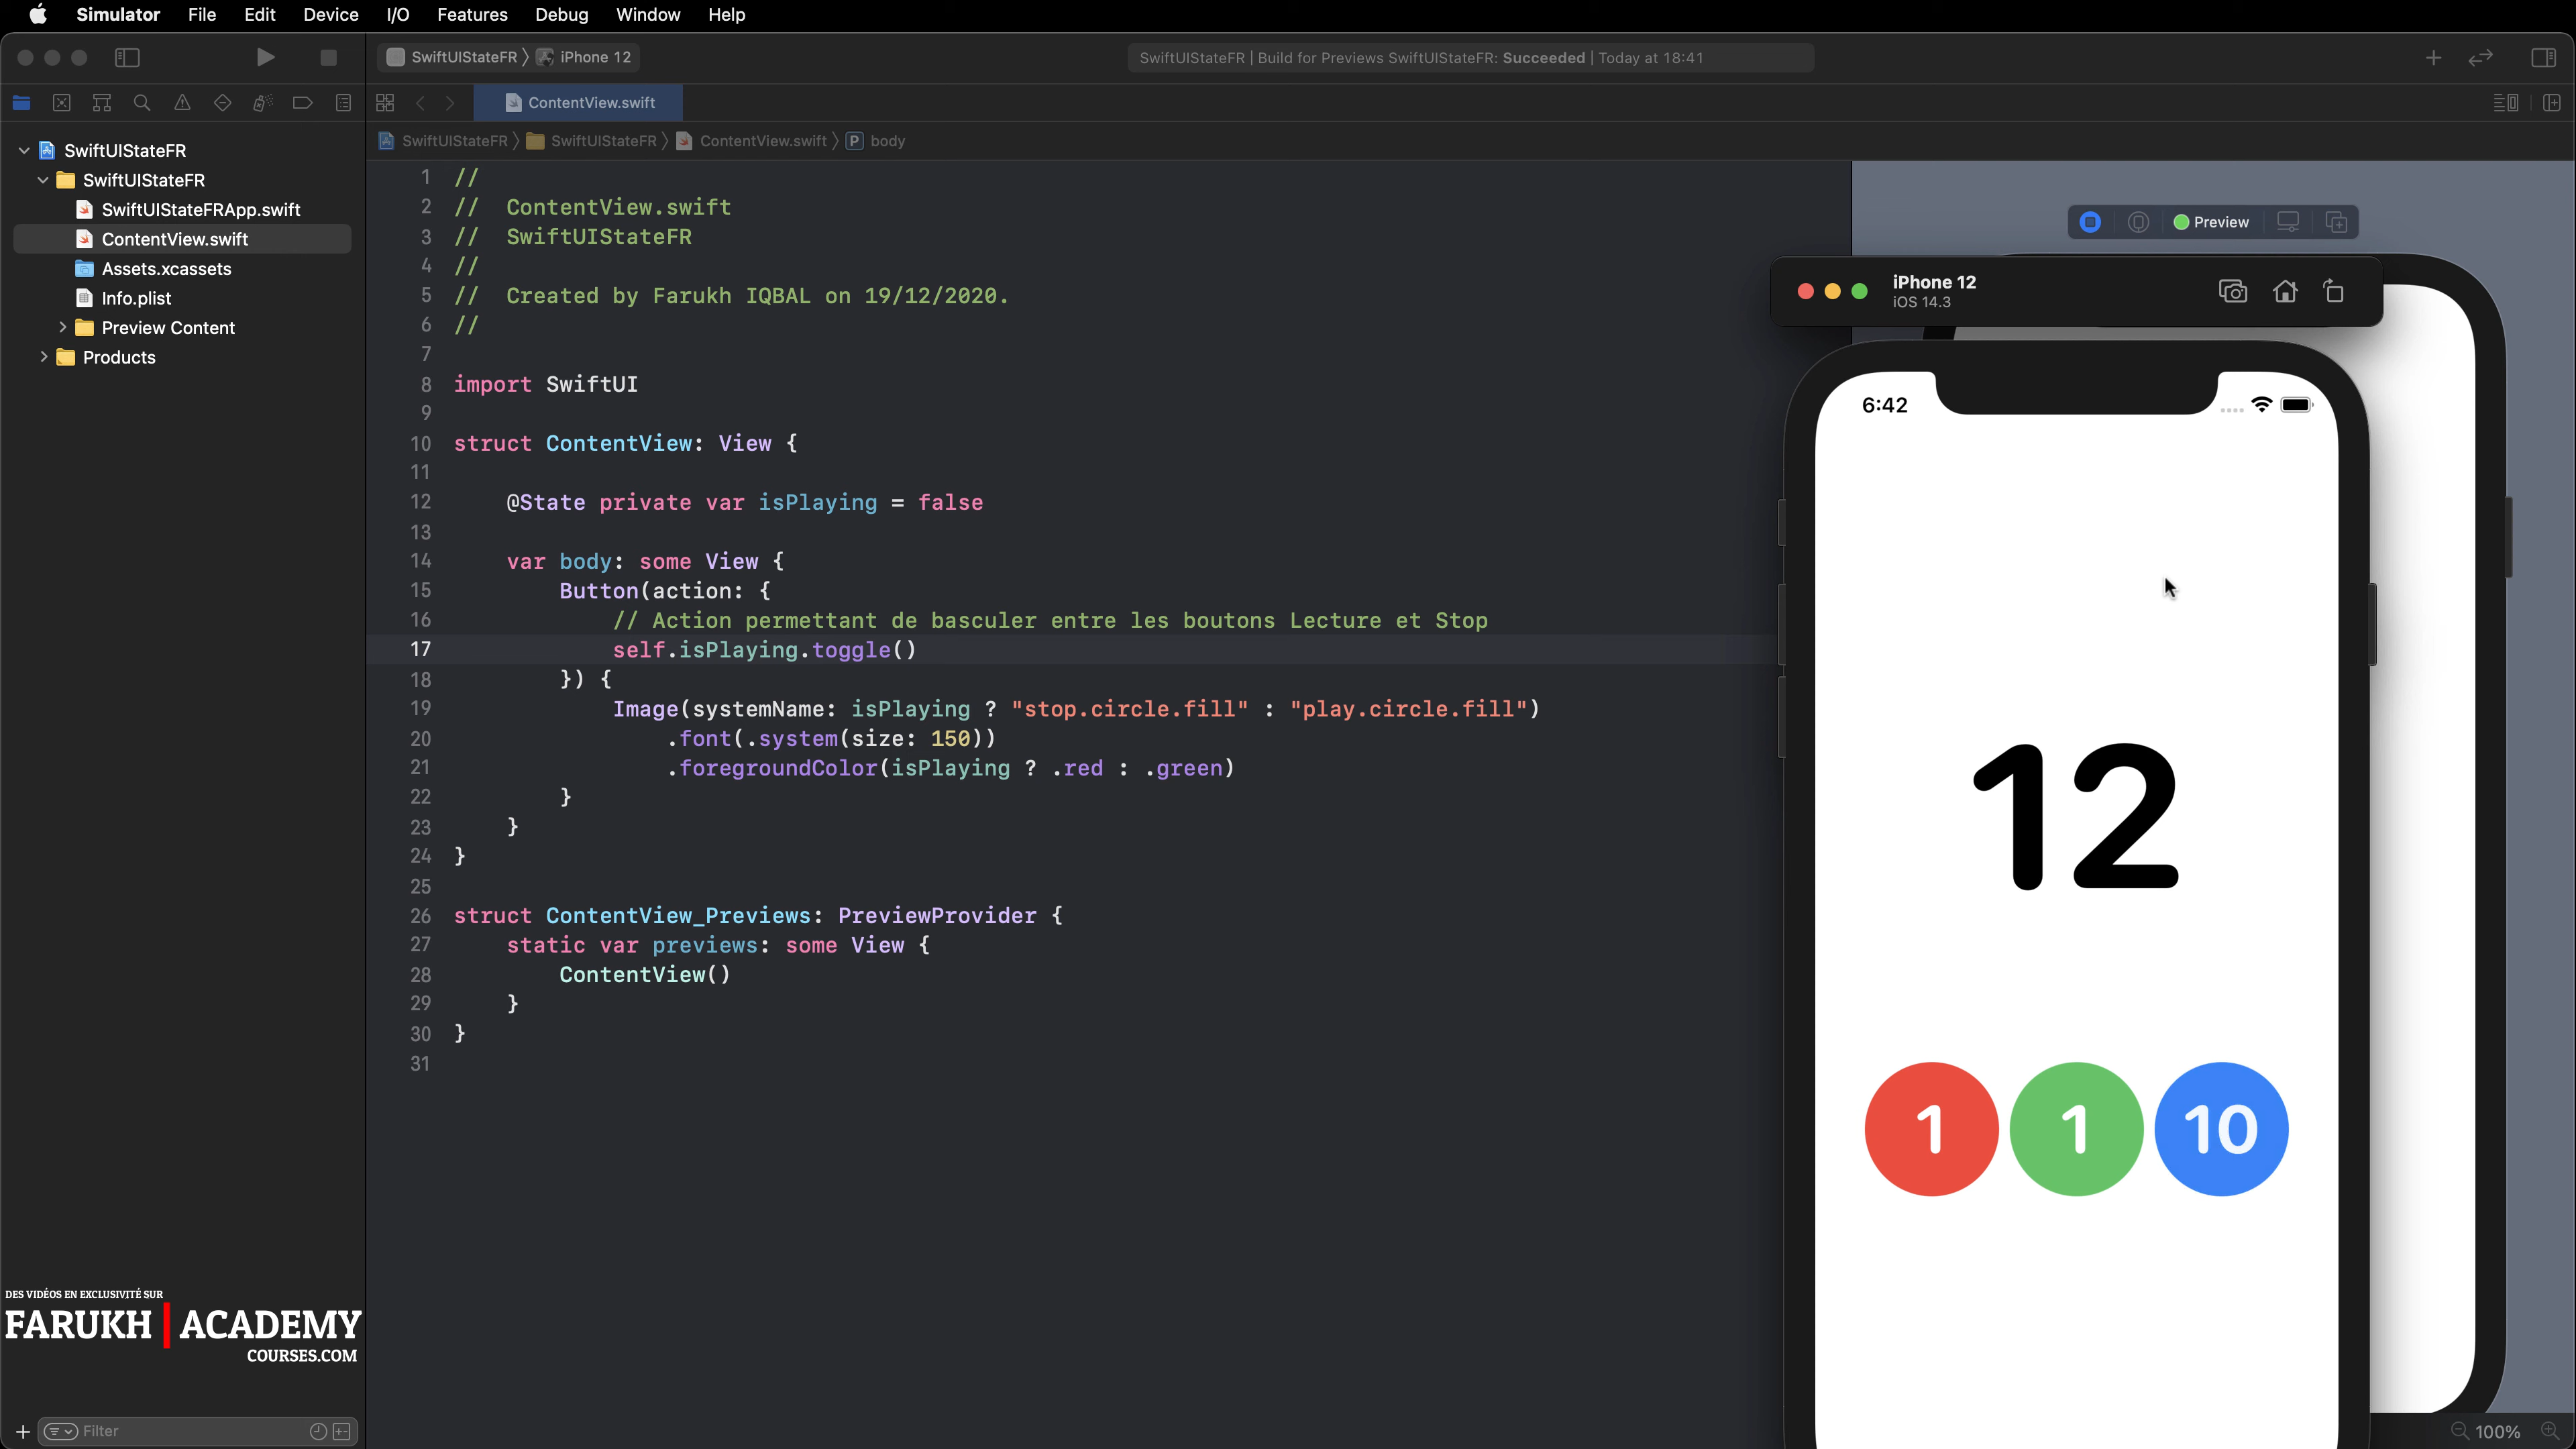 Simulator File Edit Device I/O Features Debug Window Help
SwiftUIStateFR iPhone 12
SwiftUIStateFR | Build for Previews SwiftUIStateFR: Succeeded | Today at 18:41
ContentView.swift
SwiftUIStateFR SwiftUIStateFR ContentView.swift P body
SwiftUIStateFR
SwiftUIStateFR
SwiftUIStateFRApp.swift
ContentView.swift
Assets.xcassets
Info.plist
Preview Content
Products
1 //
2 // ContentView.swift
3 // SwiftUIStateFR
4 //
5 // Created by Farukh IQBAL on 19/12/2020.
6 //
7
8 import SwiftUI
9
10 struct ContentView: View {
11
12 @State private var isPlaying = false
13
14 var body: some View {
15 Button(action: {
16 // Action permettant de basculer entre les boutons Lecture et Stop
17 self.isPlaying.toggle()
18 }) {
19 Image(systemName: isPlaying ? "stop.circle.fill" : "play.circle.fill")
20 .font(.system(size: 150))
21 .foregroundColor(isPlaying ? .red : .green)
22 }
23 }
24 }
25
26 struct ContentView_Previews: PreviewProvider {
27 static var previews: some View {
28 ContentView()
29 }
30 }
31
Preview
iPhone 12
iOS 14.3
6:42
12
1 1 10
DES VIDÉOS EN EXCLUSIVITÉ SUR
FARUKH | ACADEMY
COURSES.COM
Filter
100%